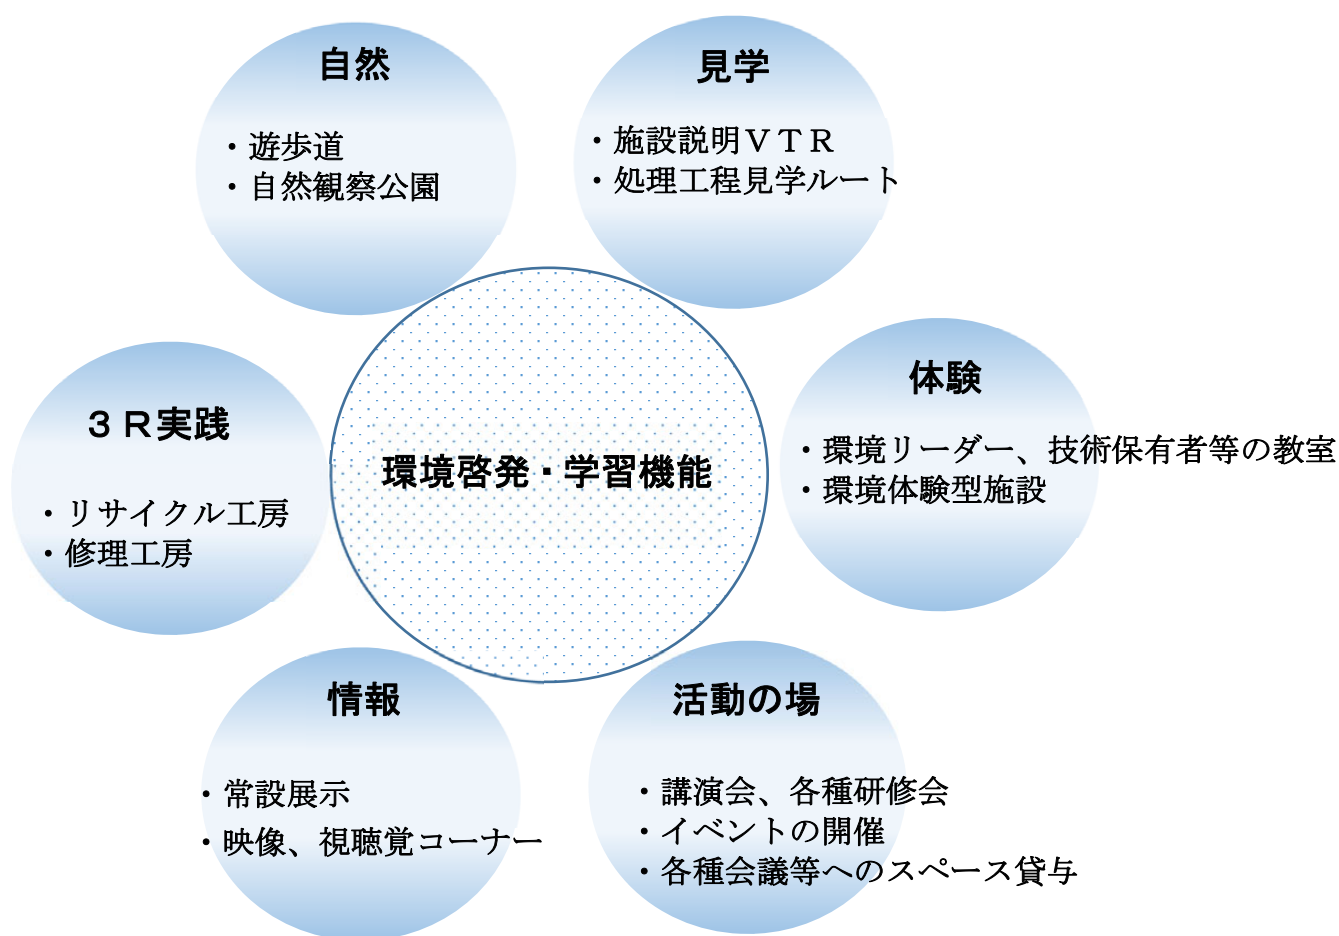 自然
・遊歩道
・自然観察公園
見学
・施設説明ＶＴＲ
・処理工程見学ルート
体験
・環境リーダー、技術保有者等の教室
・環境体験型施設
３Ｒ実践
・リサイクル工房
・修理工房
環境啓発・学習機能
情報
・常設展示
・映像、視聴覚コーナー
活動の場
・講演会、各種研修会
・イベントの開催
・各種会議等へのスペース貸与